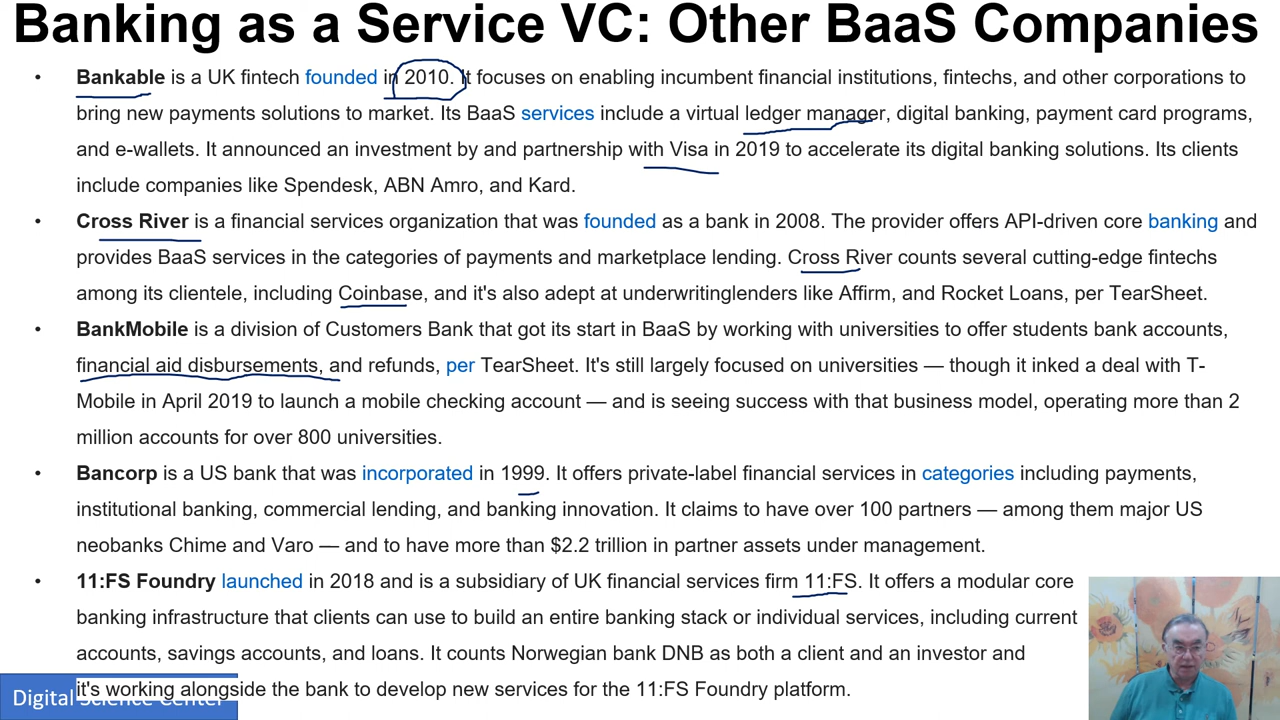 Banking as a Service VC: Other BaaS Companies
• Bankable is a UK fintech founded in 2010. It focuses on enabling incumbent financial institutions, fintechs, and other corporations to
bring new payments solutions to market. Its BaaS services include a virtual ledger manager, digital banking, payment card programs,
and e-wallets. It announced an investment by and partnership with Visa in 2019 to accelerate its digital banking solutions. Its clients
include companies like Spendesk, ABN Amro, and Kard.
• Cross River is a financial services organization that was founded as a bank in 2008. The provider offers API-driven core banking and
provides BaaS services in the categories of payments and marketplace lending. Cross River counts several cutting-edge fintechs
among its clientele, including Coinbase, and it's also adept at underwritinglenders like Affirm, and Rocket Loans, per TearSheet.
• BankMobile is a division of Customers Bank that got its start in BaaS by working with universities to offer students bank accounts,
financial aid disbursements, and refunds, per TearSheet. It's still largely focused on universities — though it inked a deal with T-
Mobile in April 2019 to launch a mobile checking account — and is seeing success with that business model, operating more than 2
million accounts for over 800 universities.
• Bancorp is a US bank that was incorporated in 1999. It offers private-label financial services in categories including payments,
institutional banking, commercial lending, and banking innovation. It claims to have over 100 partners — among them major US
neobanks Chime and Varo — and to have more than $2.2 trillion in partner assets under management.
• 11:FS Foundry launched in 2018 and is a subsidiary of UK financial services firm 11:FS. It offers a modular core
banking infrastructure that clients can use to build an entire banking stack or individual services, including current
accounts, savings accounts, and loans. It counts Norwegian bank DNB as both a client and an investor and
it's working alongside the bank to develop new services for the 11:FS Foundry platform.
Digital Science Center